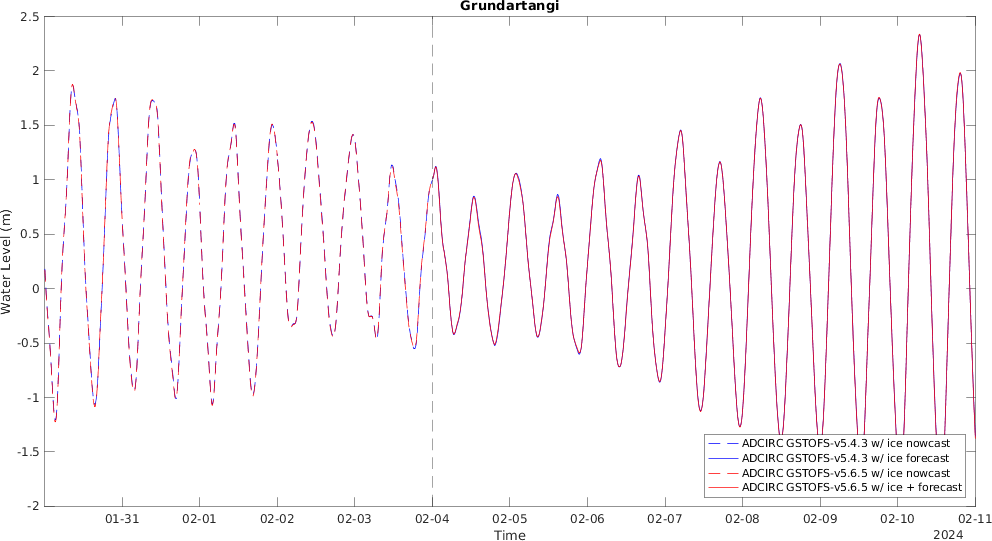 Grundartangi
2.5
2
1.5
1
0.5
0
-0.5
-1
-1.5
-2
Water Level (m)
01-31 02-01 02-02 02-03 02-04 02-05 02-06 02-07 02-08 02-09 02-10 02-11
Time
2024
ADCIRC GSTOFS-v5.4.3 w/ ice nowcast
ADCIRC GSTOFS-v5.4.3 w/ ice forecast
ADCIRC GSTOFS-v5.6.5 w/ ice nowcast
ADCIRC GSTOFS-v5.6.5 w/ ice + forecast